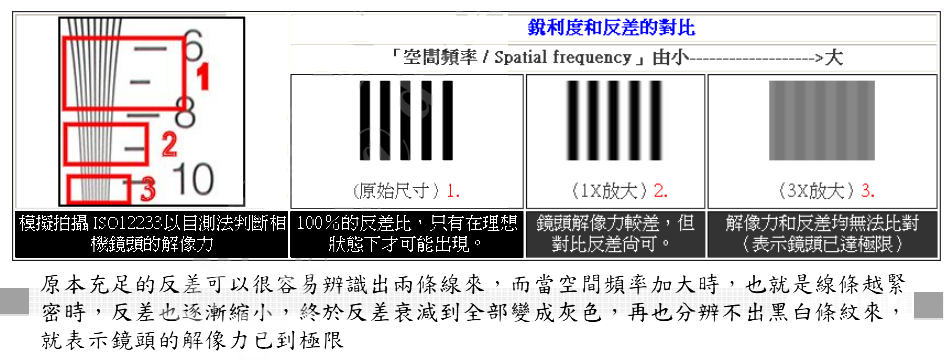 銳利度和反差的對比
「空間頻率 / Spatial frequency」由小------------------->大
6
1
8
2
3
10
(原始尺寸) 1.
(1X放大) 2.
(3X放大) 3.
模擬拍攝 ISO12233以目測法判斷相
機鏡頭的解像力
100%的反差比，只有在理想
狀態下才可能出現。
鏡頭解像力較差，但
對比反差尚可。
解像力和反差均無法比對
（表示鏡頭已達極限）
原本充足的反差可以很容易辨識出兩條線來，而當空間頻率加大時，也就是線條越緊
密時，反差也逐漸縮小，終於反差衰減到全部變成灰色，再也分辨不出黑白條紋來，
就表示鏡頭的解像力已到極限